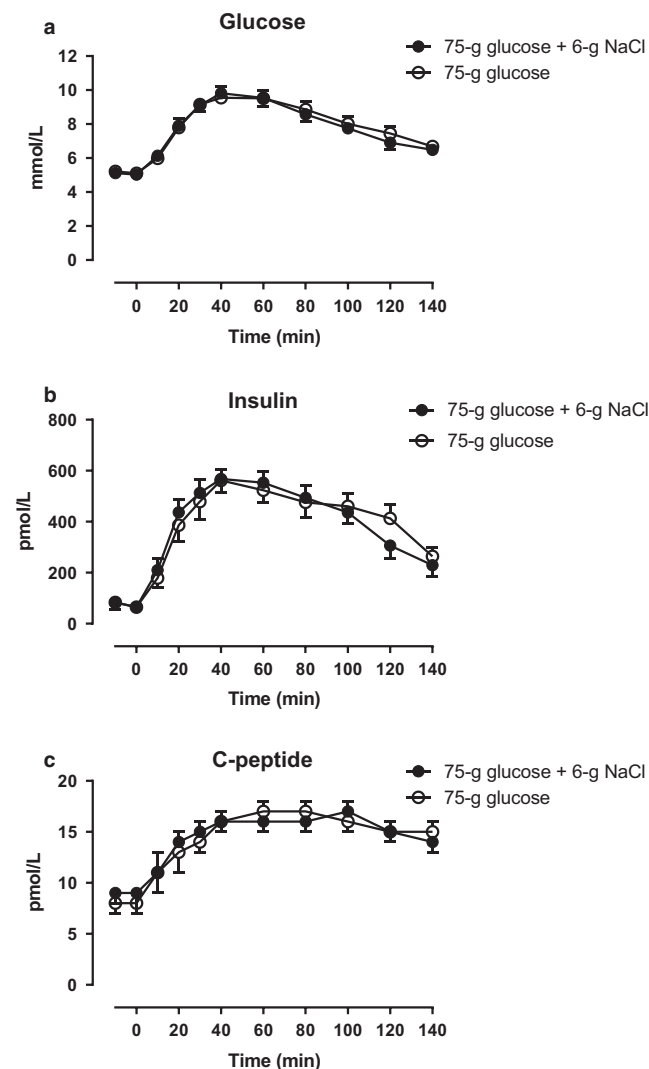 a
Glucose
75-g glucose + 6-g NaCl
75-g glucose
12
10
8
6
4
2
0
mmol/L
0 20 40 60 80 100 120 140
Time (min)
b
Insulin
75-g glucose + 6-g NaCl
75-g glucose
800
600
400
200
0
pmol/L
0 20 40 60 80 100 120 140
Time (min)
c
C-peptide
75-g glucose + 6-g NaCl
75-g glucose
20
15
10
5
0
pmol/L
0 20 40 60 80 100 120 140
Time (min)